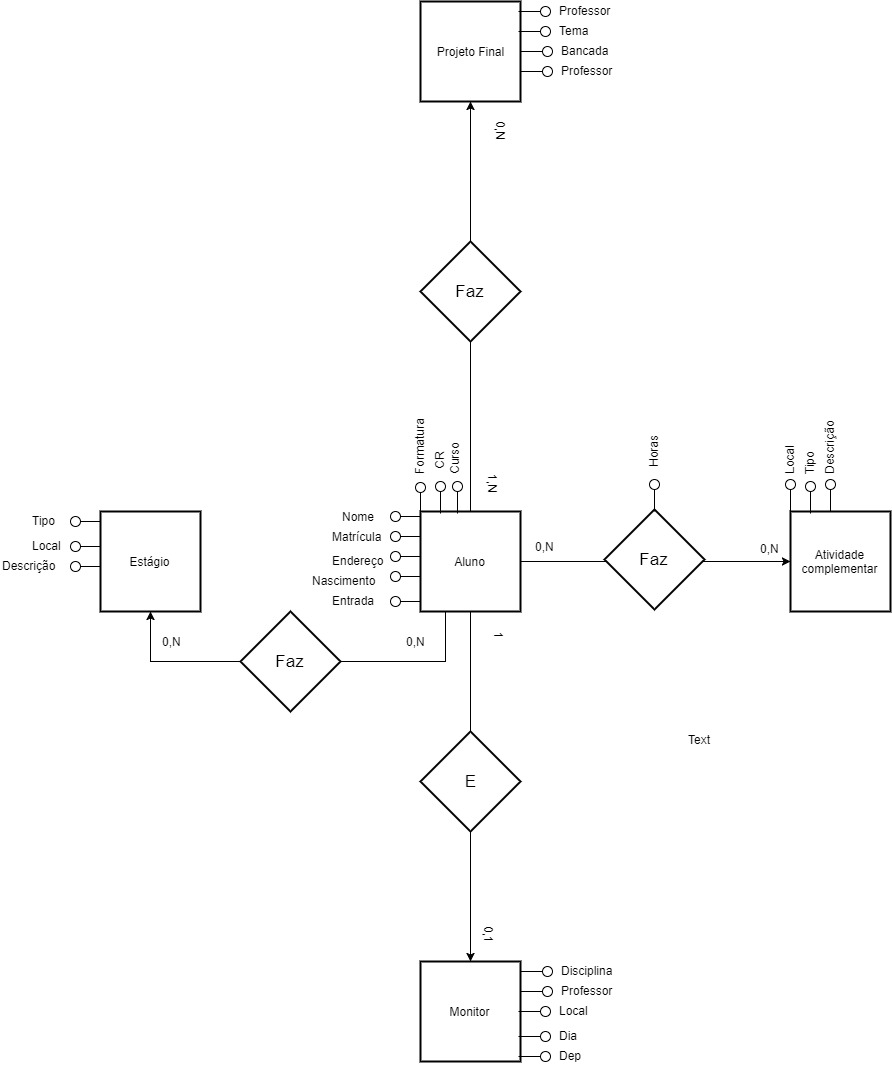 Professor
Projeto Final
Tema
Bancada
Professor
0,N
Faz
Formatura
CR
Curso
1,N
Horas
Local
Tipo
Descrição
Tipo
Local
Descrição
Estágio
Nome
Matrícula
Endereço
Nascimento
Entrada
Aluno
0,N
Faz
0,N
Atividade
complementar
0,N
Faz
0,N
1
Text
E
0,1
Monitor
Disciplina
Professor
Local
Dia
Dep